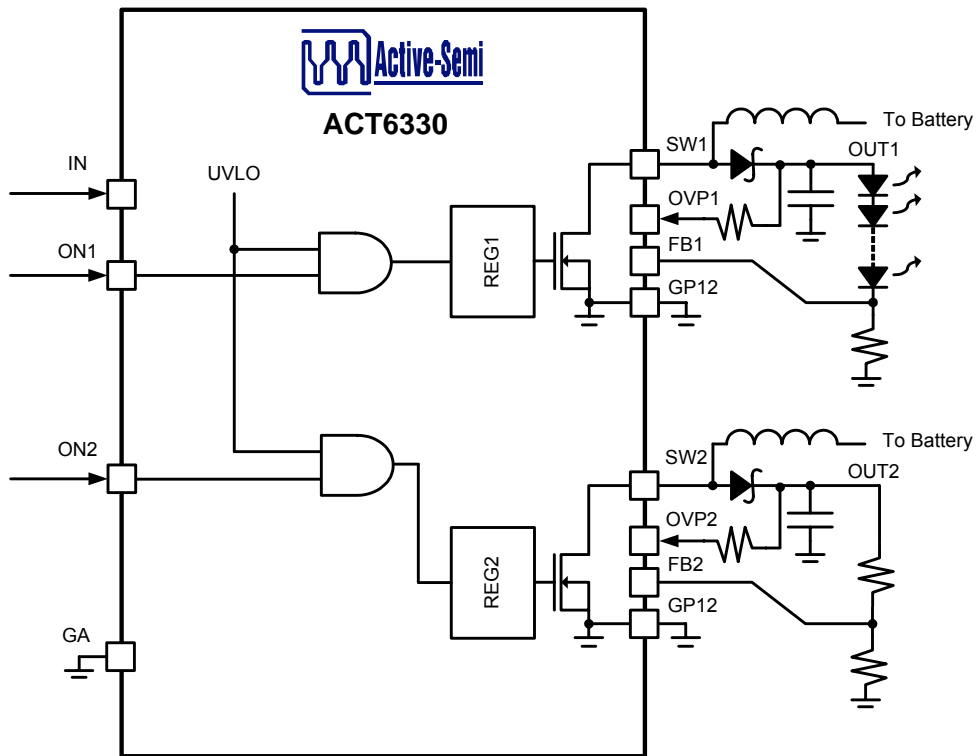 Active-Semi
ACT6330
IN
UVLO
ON1
REG1
SW1
To Battery
OUT1
OVP1
FB1
GP12
ON2
REG2
SW2
To Battery
OUT2
OVP2
FB2
GP12
GA